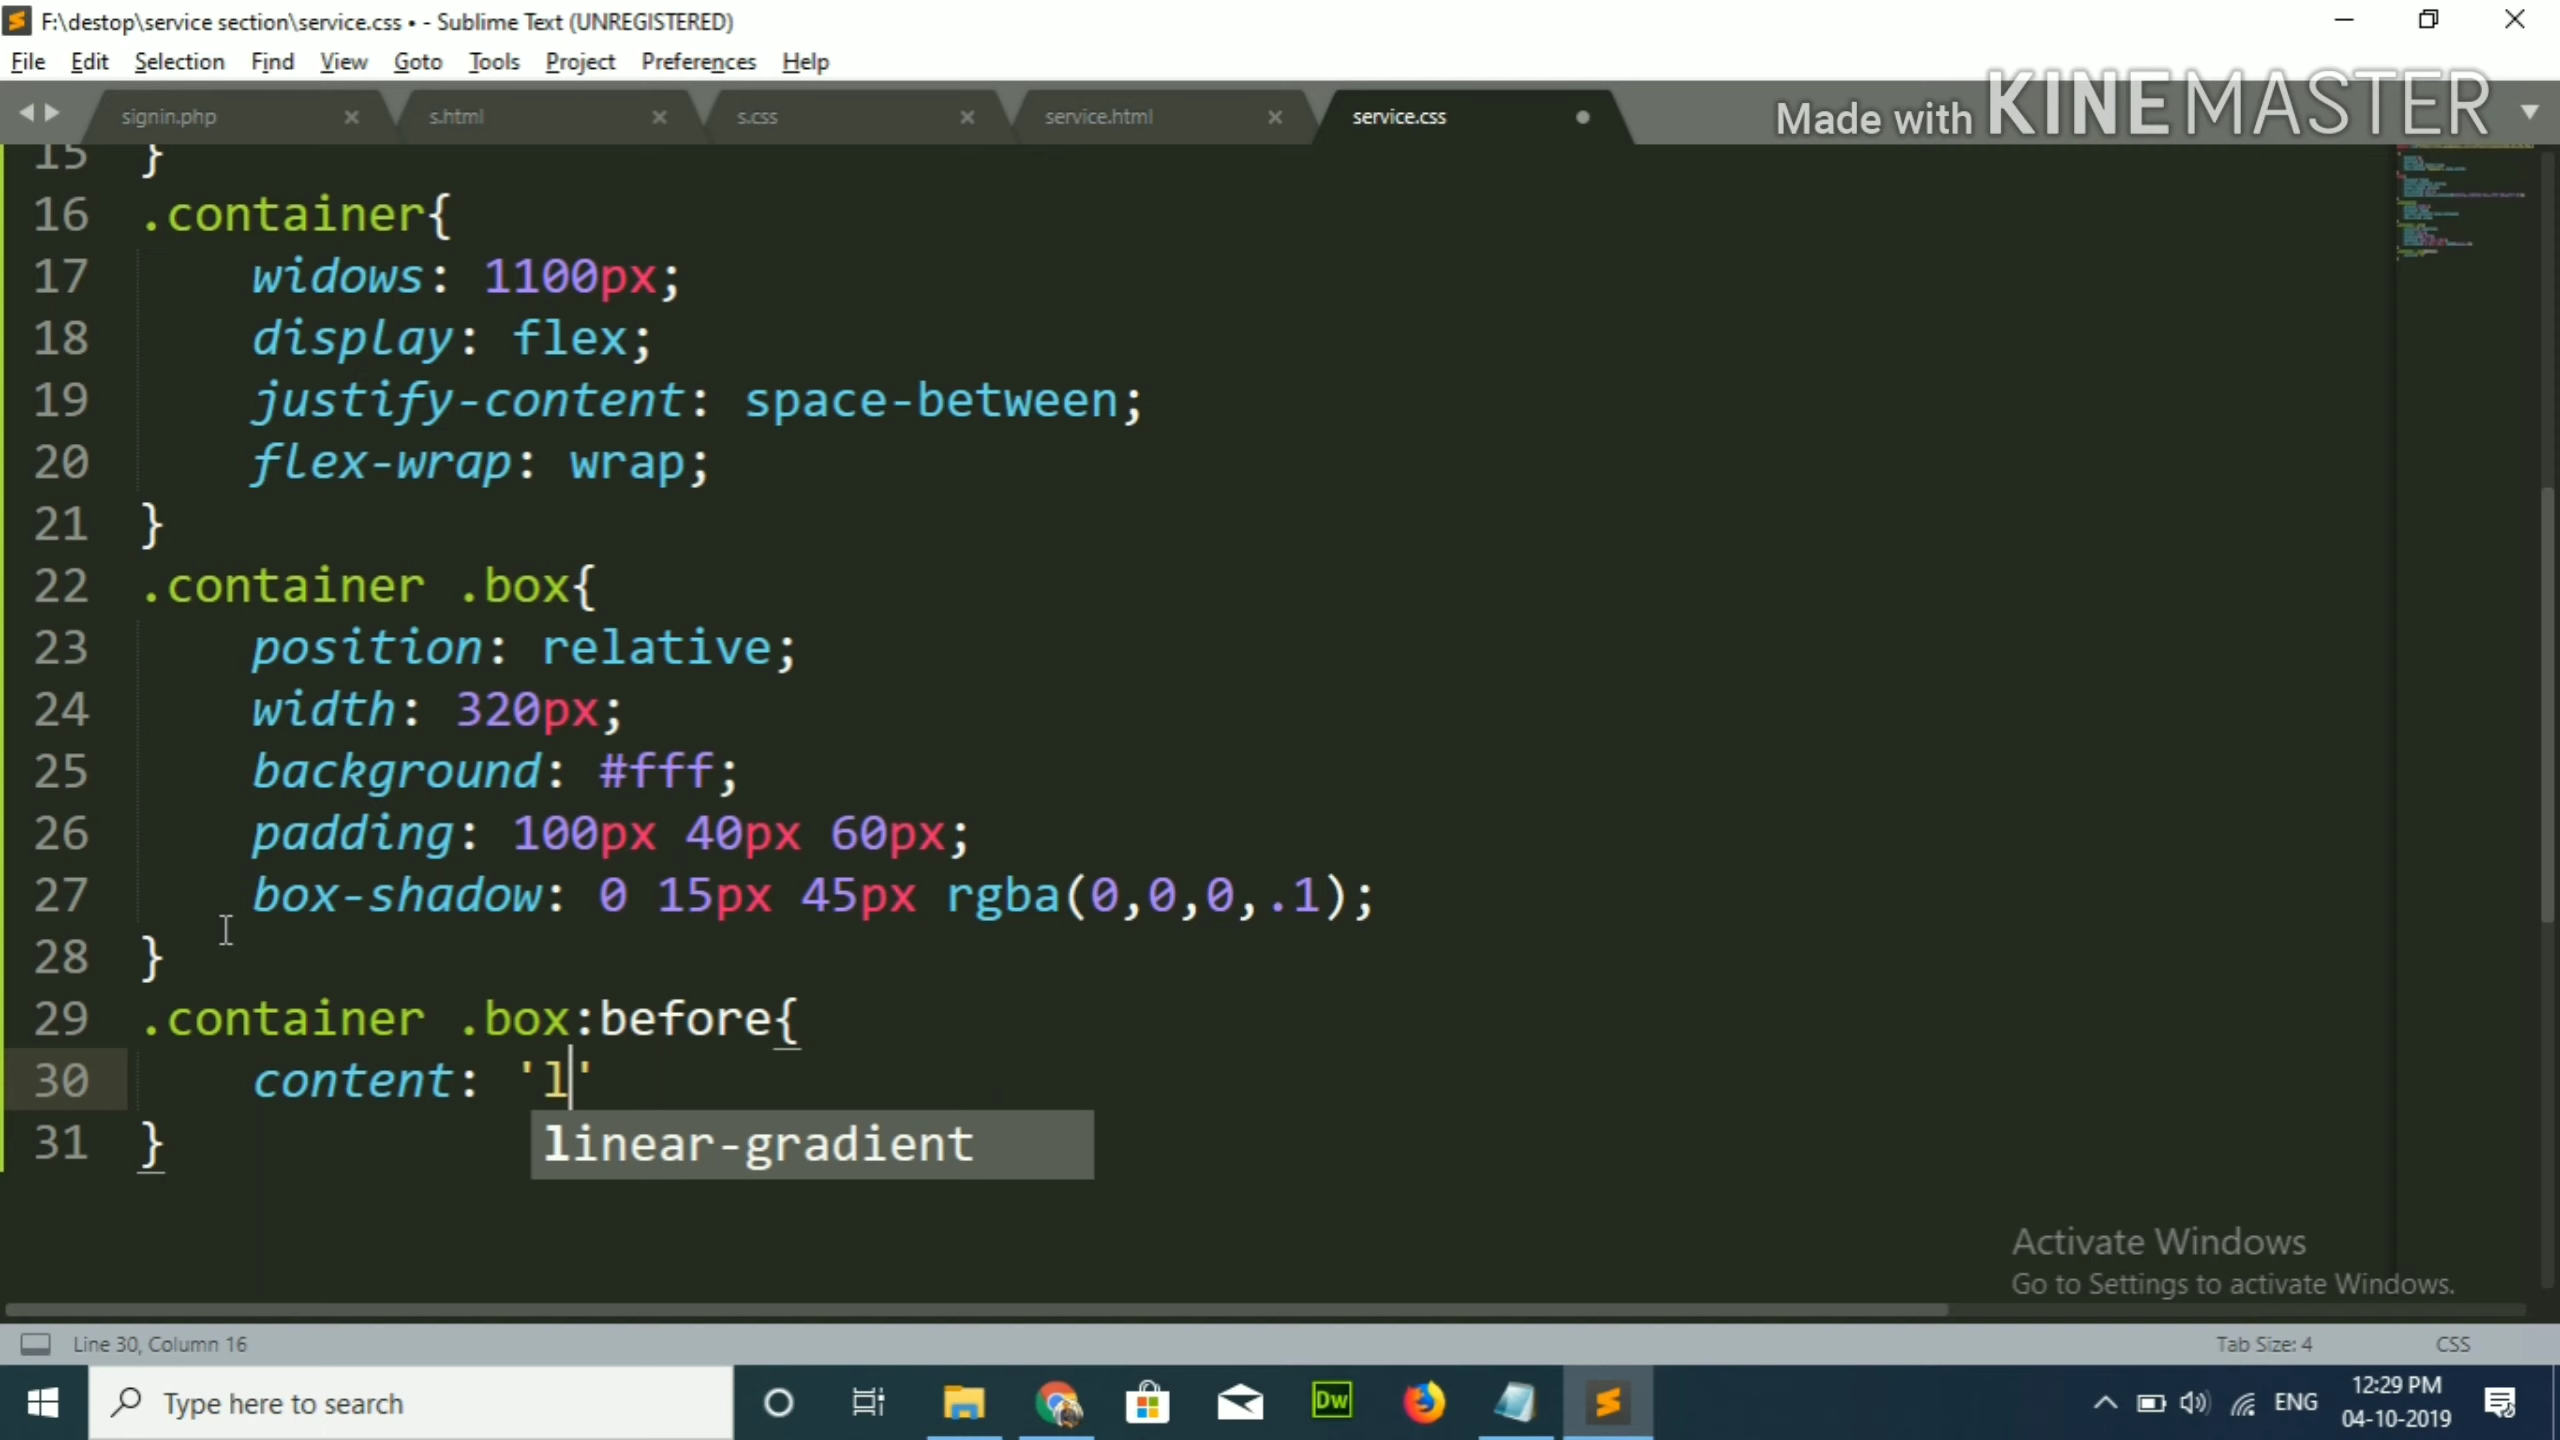 F:\destop\service section\service.css • - Sublime Text (UNREGISTERED)
File Edit Selection Find View Goto Tools Project Preferences Help
Made with KINEMASTER
signin.php s.html s.css service.html service.css
15 }
16 .container{
17 widows: 1100px;
18 display: flex;
19 justify-content: space-between;
20 flex-wrap: wrap;
21 }
22 .container .box{
23 position: relative;
24 width: 320px;
25 background: #fff;
26 padding: 100px 40px 60px;
27 box-shadow: 0 15px 45px rgba(0,0,0,.1);
28 }
29 .container .box:before{
30 content: 'l'
linear-gradient
31 }
Activate Windows
Go to Settings to activate Windows.
Line 30, Column 16 Tab Size: 4 CSS
Type here to search Dw ENG 12:29 PM
04-10-2019